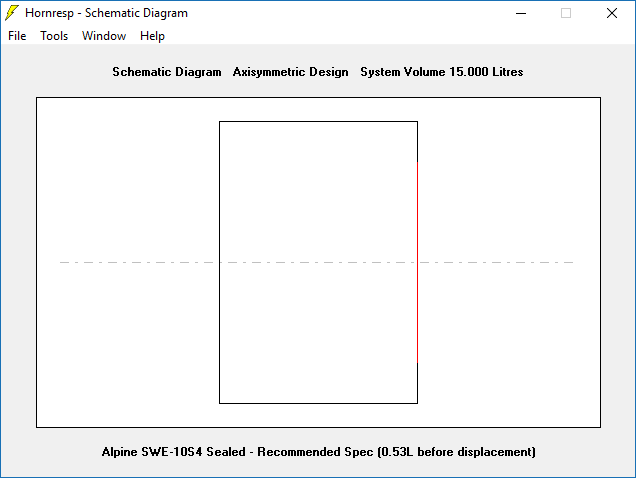 Hornresp - Schematic Diagram
File Tools Window Help
Schematic Diagram Axisymmetric Design System Volume 15.000 Litres
Alpine SWE-10S4 Sealed - Recommended Spec (0.53L before displacement)